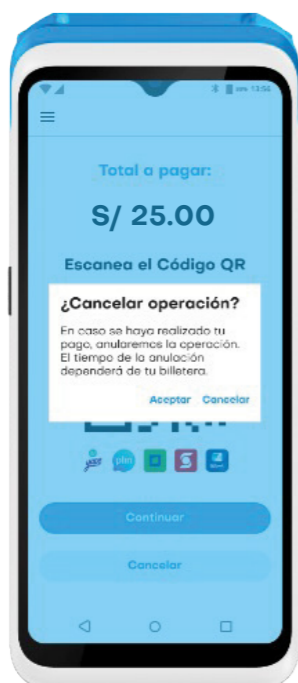 13:56
Total a pagar:
S/ 25.00
Escanea el Código QR
¿Cancelar operación?
En caso se haya realizado tu
pago, anularemos la operación.
El tiempo de la anulación
dependerá de tu billetera.
Aceptar Cancelar
plin
Continuar
Cancelar